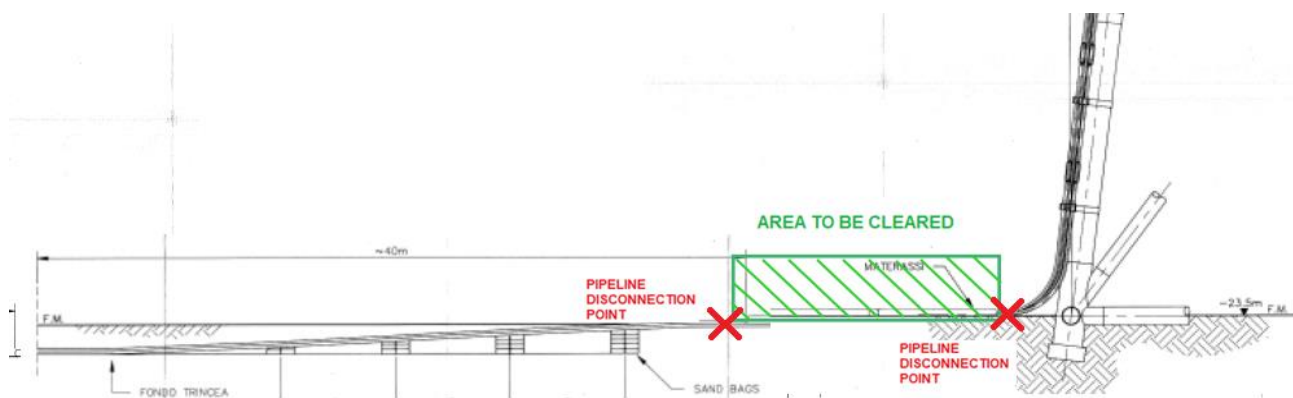 AREA TO BE CLEARED
~40m
MATERASSI
PIPELINE
DISCONNECTION
POINT
F.M.
-23,5m
F.M.
PIPELINE
DISCONNECTION
POINT
FONDO TRINCEA
SAND BAGS